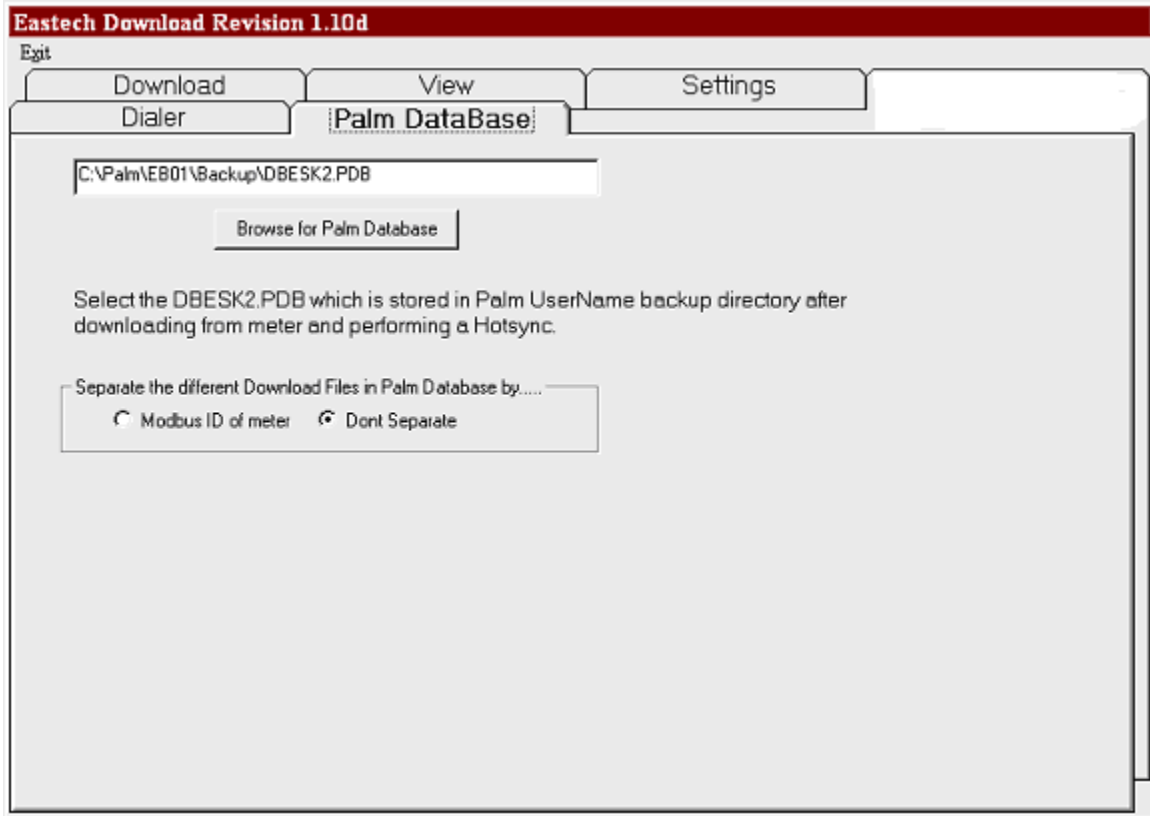 Eastech Download Revision 1.10d
Exit
Download View Settings
Dialer Palm DataBase
C:\Palm\EB01\Backup\DBESK2.PDB
Browse for Palm Database
Select the DBESK2.PDB which is stored in Palm UserName backup directory after
downloading from meter and performing a Hotsync.
Separate the different Download Files in Palm Database by.....
Modbus ID of meter Dont Separate